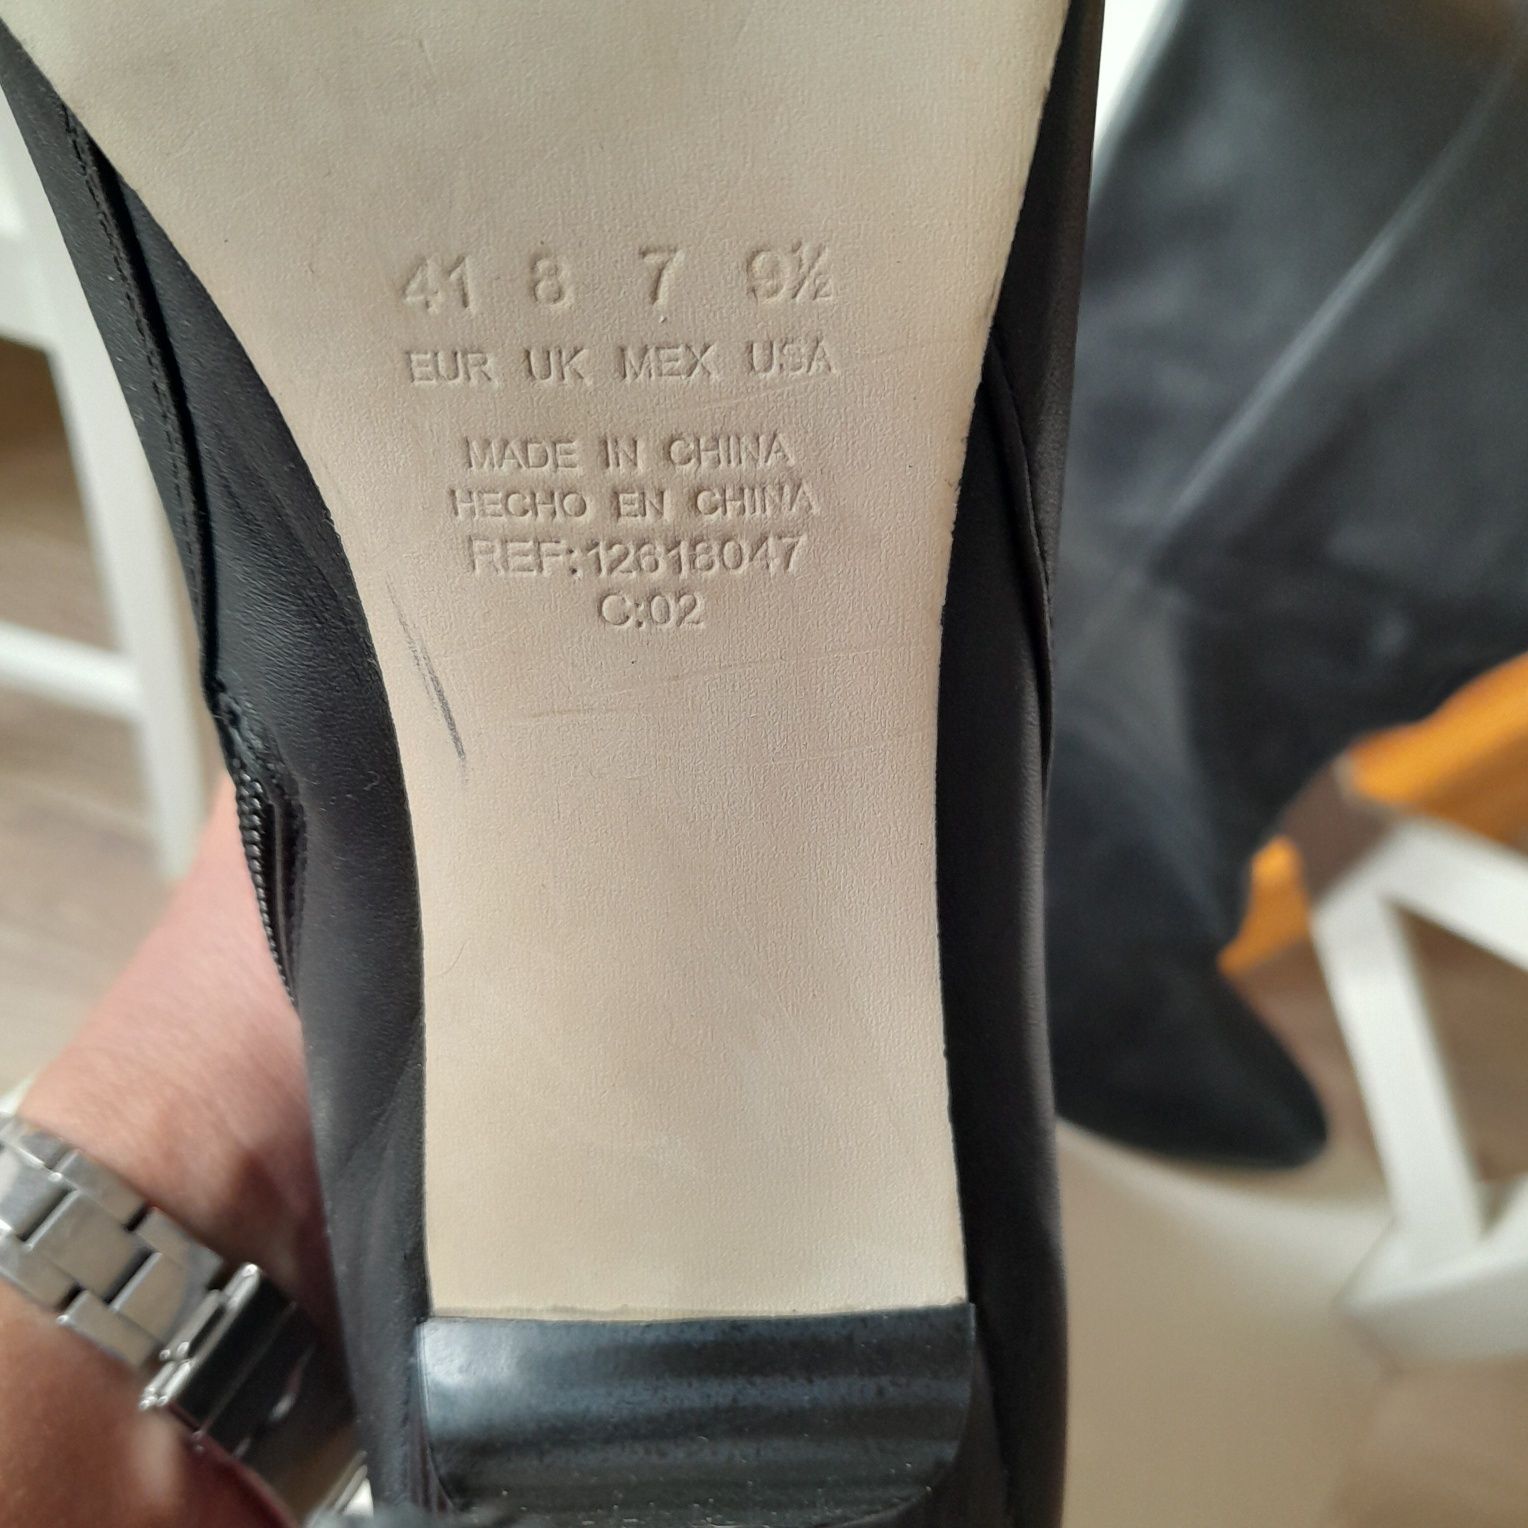 41 8 7 9½
EUR UK MEX USA
MADE IN CHINA
HECHO EN CHINA
REF:12618047
C:02